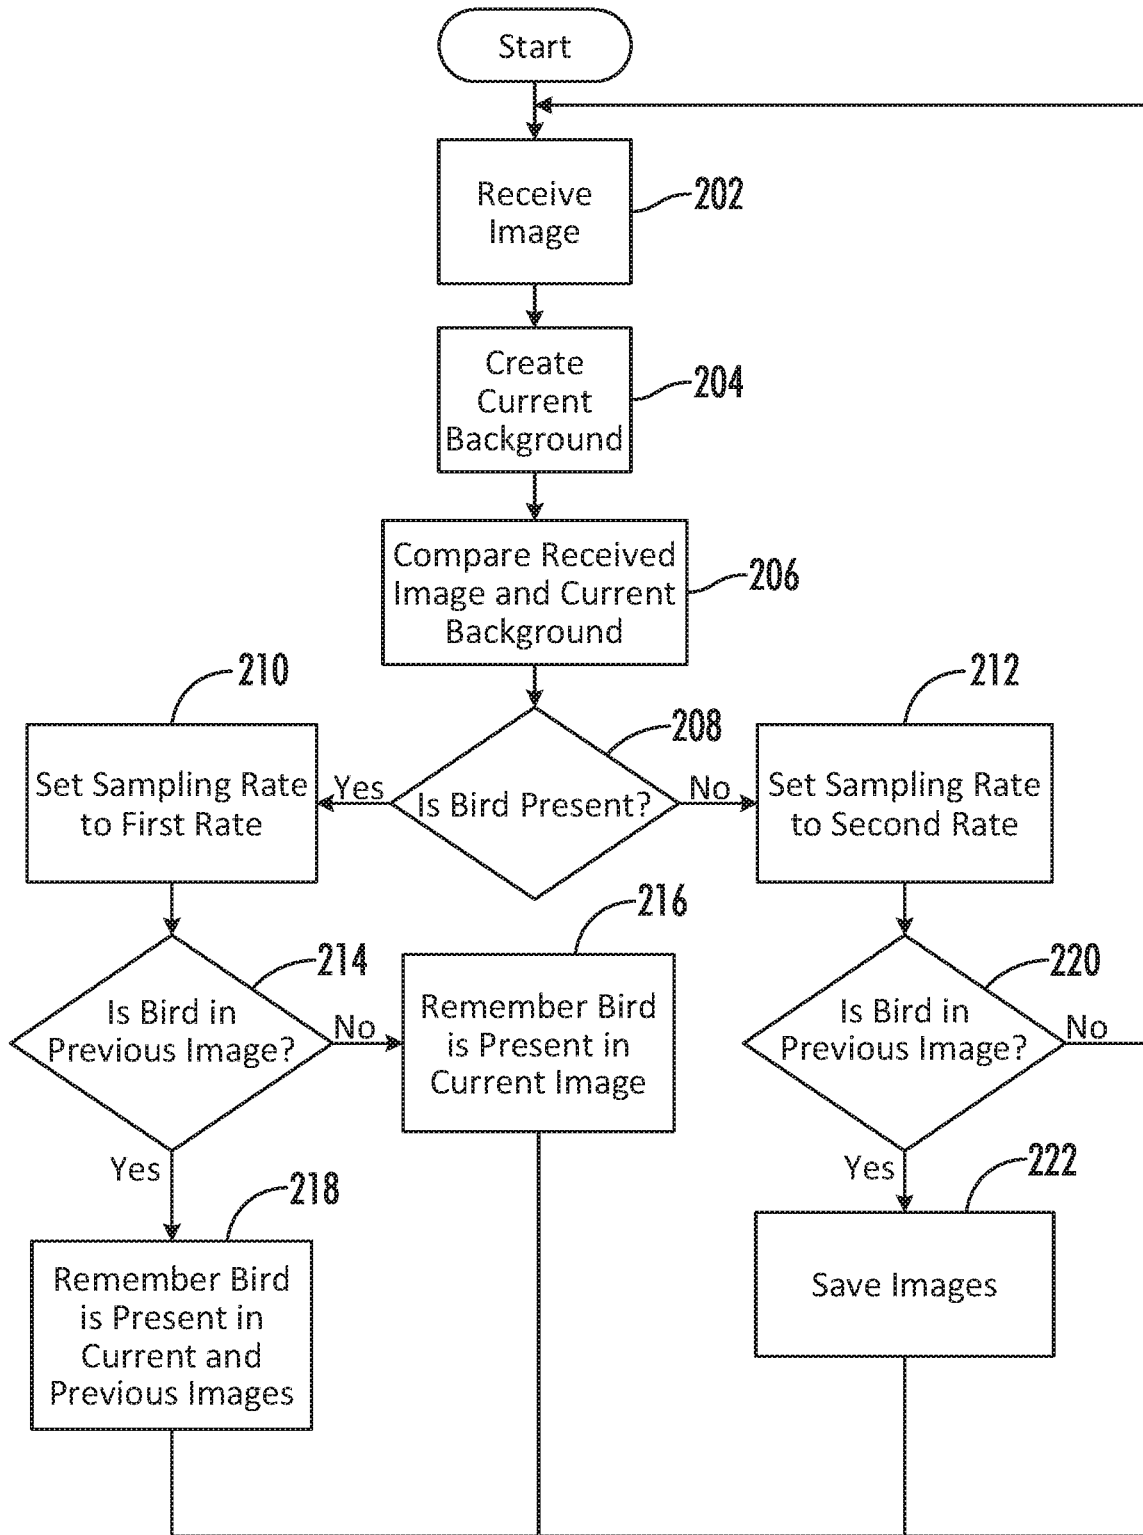 Start
Receive
Image
202
Create
Current
Background
204
Compare Received
Image and Current
Background
206
210
212
208
Set Sampling Rate
to First Rate
Yes
Is Bird Present?
No
Set Sampling Rate
to Second Rate
216
214
220
Is Bird in
Previous Image?
No
Remember Bird
is Present in
Current Image
Is Bird in
Previous Image?
No
Yes
Yes
218
222
Remember Bird
is Present in
Current and
Previous Images
Save Images